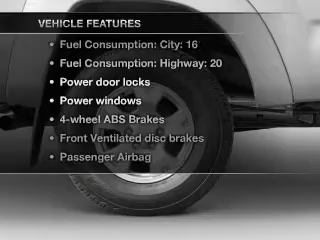 VEHICLE FEATURES
• Fuel Consumption: City: 16
• Fuel Consumption: Highway: 20
• Power door locks
• Power windows
• 4-wheel ABS Brakes
• Front Ventilated disc brakes
• Passenger Airbag